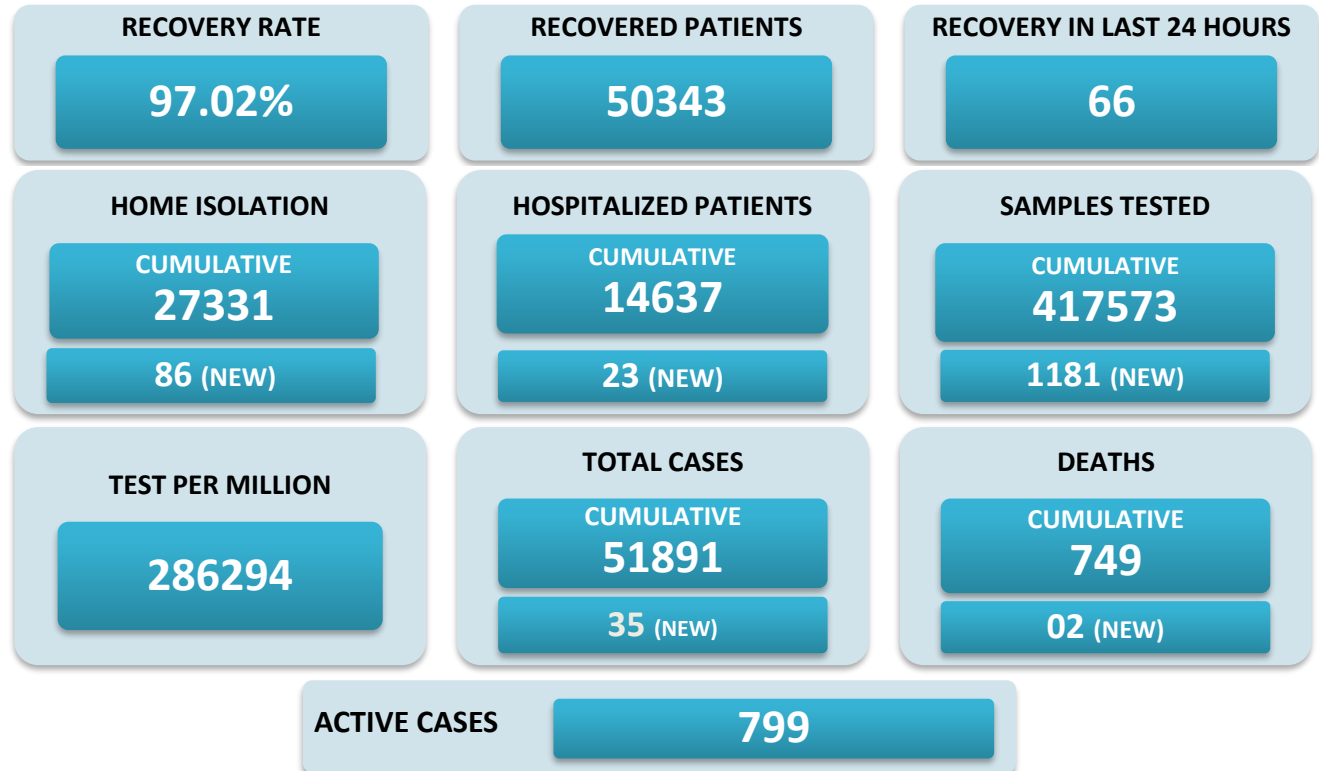 RECOVERY RATE
97.02%
RECOVERED PATIENTS
50343
RECOVERY IN LAST 24 HOURS
66
HOME ISOLATION
CUMULATIVE
27331
86 (NEW)
HOSPITALIZED PATIENTS
CUMULATIVE
14637
23 (NEW)
SAMPLES TESTED
CUMULATIVE
417573
1181 (NEW)
TEST PER MILLION
286294
TOTAL CASES
CUMULATIVE
51891
35 (NEW)
DEATHS
CUMULATIVE
749
02 (NEW)
ACTIVE CASES
799